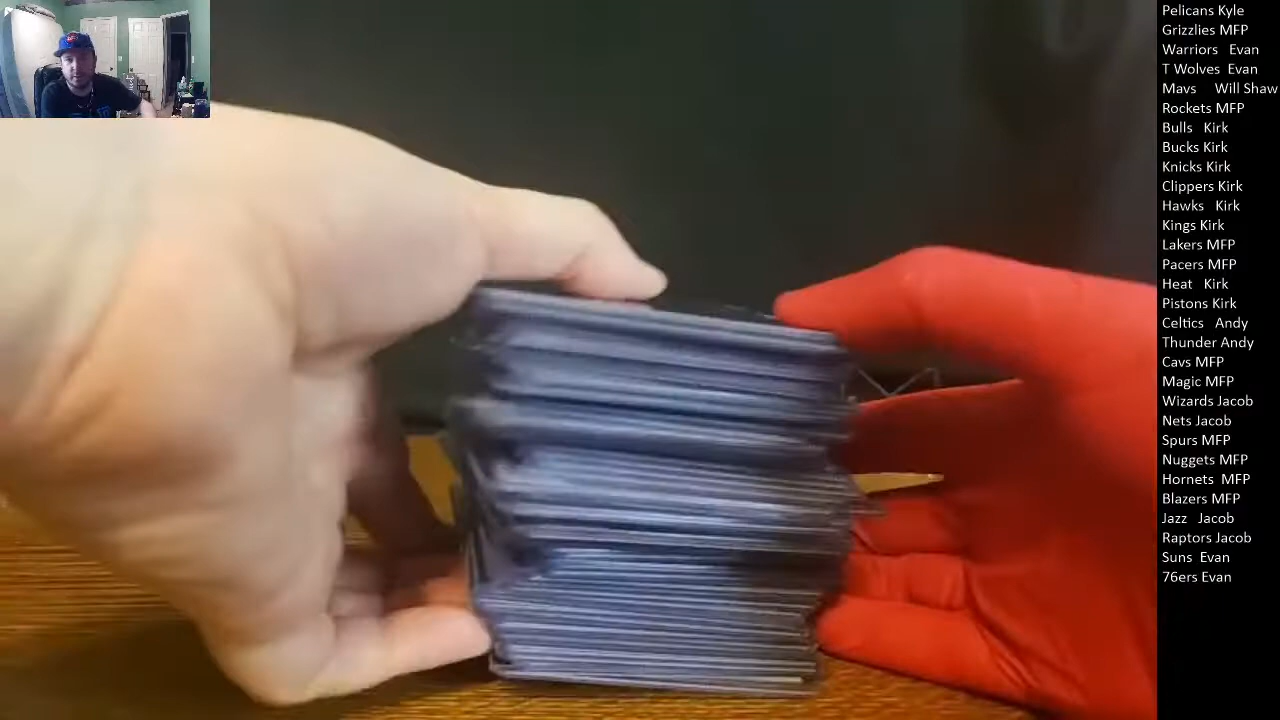 Pelicans Kyle
Grizzlies MFP
Warriors Evan
T Wolves Evan
Mavs Will Shaw
Rockets MFP
Bulls Kirk
Bucks Kirk
Knicks Kirk
Clippers Kirk
Hawks Kirk
Kings Kirk
Lakers MFP
Pacers MFP
Heat Kirk
Pistons Kirk
Celtics Andy
Thunder Andy
Cavs MFP
Magic MFP
Wizards Jacob
Nets Jacob
Spurs MFP
Nuggets MFP
Hornets MFP
Blazers MFP
Jazz Jacob
Raptors Jacob
Suns Evan
76ers Evan